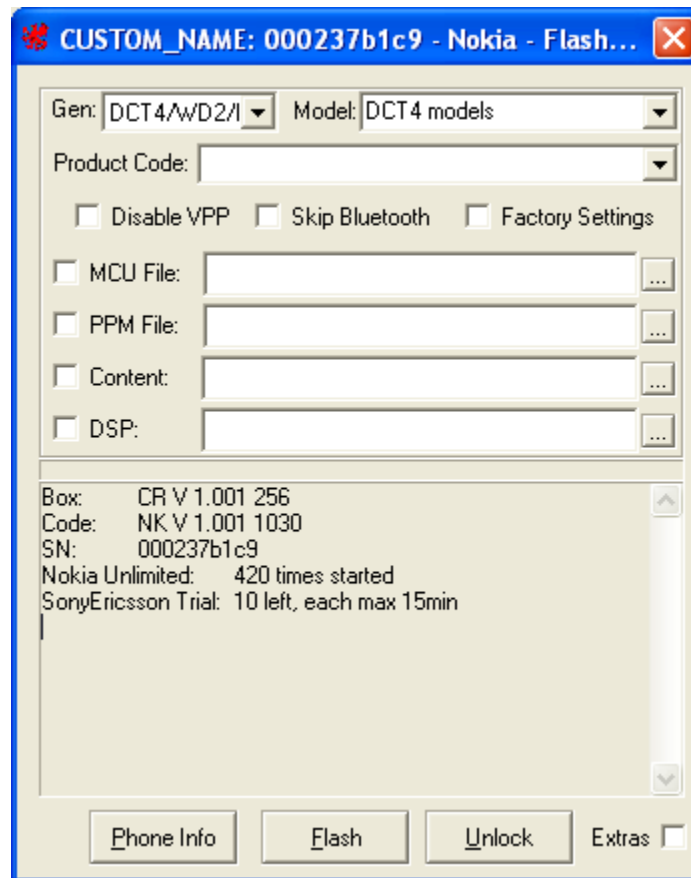 CUSTOM_NAME: 000237b1c9 - Nokia - Flash...
Gen: DCT4/WD2/ Model: DCT4 models
Product Code:
Disable VPP Skip Bluetooth Factory Settings
MCU File: ...
PPM File: ...
Content: ...
DSP: ...
Box: CR V 1.001 256
Code: NK V 1.001 1030
SN: 000237b1c9
Nokia Unlimited: 420 times started
SonyEricsson Trial: 10 left, each max 15min
Phone Info Flash Unlock Extras